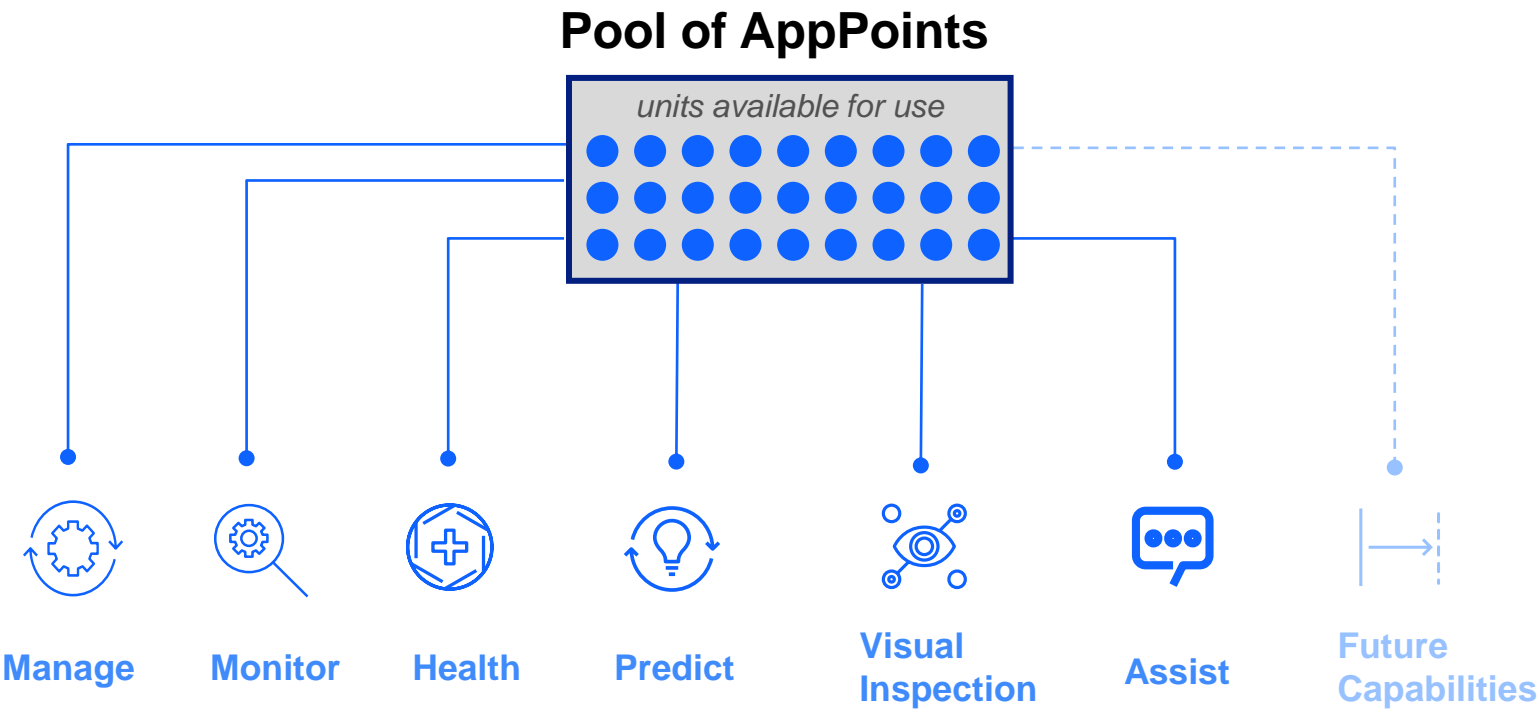 Pool of AppPoints
units available for use
Manage
Monitor
Health
Predict
Visual
Inspection
Assist
Future
Capabilities